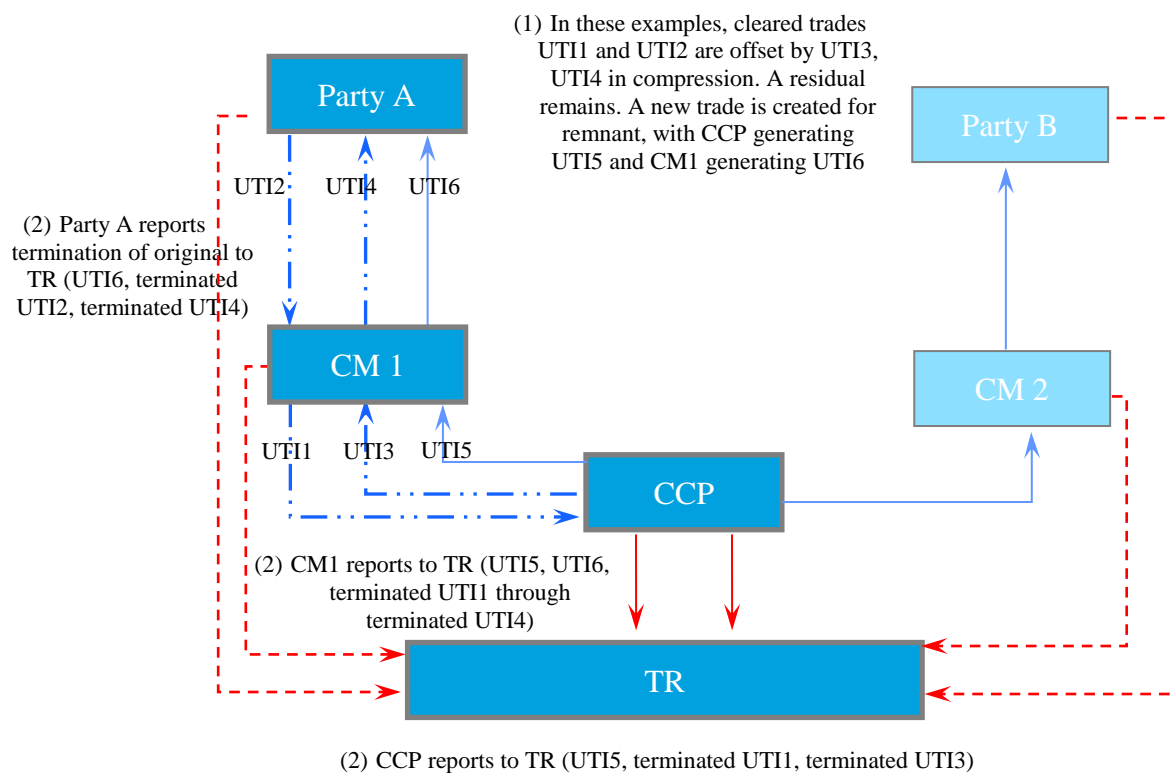 (1) In these examples, cleared trades
UTI1 and UTI2 are offset by UTI3,
UTI4 in compression. A residual
remains. A new trade is created for
remnant, with CCP generating
UTI5 and CM1 generating UTI6
Party A
Party B
UTI2
UTI4
UTI6
(2) Party A reports
termination of original to
TR (UTI6, terminated
UTI2, terminated UTI4)
CM 1
CM 2
UTI1
UTI3
UTI5
CCP
(2) CM1 reports to TR (UTI5, UTI6,
terminated UTI1 through
terminated UTI4)
TR
(2) CCP reports to TR (UTI5, terminated UTI1, terminated UTI3)